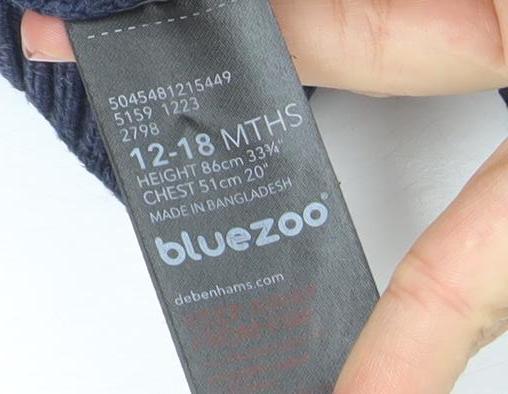 5045481215449
5159 1223
2798
12-18 MTHS
HEIGHT 86cm 33¾"
CHEST 51cm 20"
MADE IN BANGLADESH
bluezoo®
debenhams.com